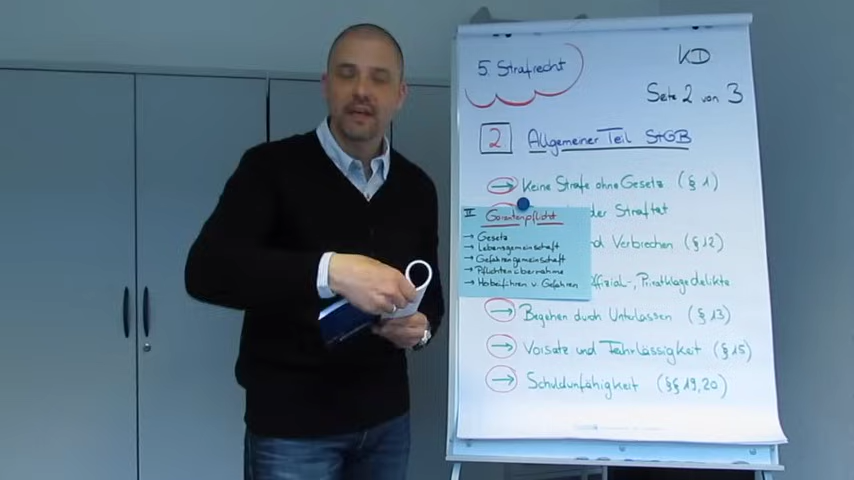 5. Strafrecht
KD
Seite 2 von 3
2 Allgemeiner Teil StGB
→ Keine Strafe ohne Gesetz (§ 1)
der Straftat
II Garantenpflicht
→ Gesetz
→ Lebensgemeinschaft
→ Gefahrengemeinschaft
→ Pflichtenübernahme
→ Herbeiführen v. Gefahren
und Verbrechen (§ 12)
Offizial-, Privatklagedelikte
→ Begehen durch Unterlassen (§ 13)
→ Vorsatz und Fahrlässigkeit (§ 15)
→ Schuldunfähigkeit (§§ 19, 20)